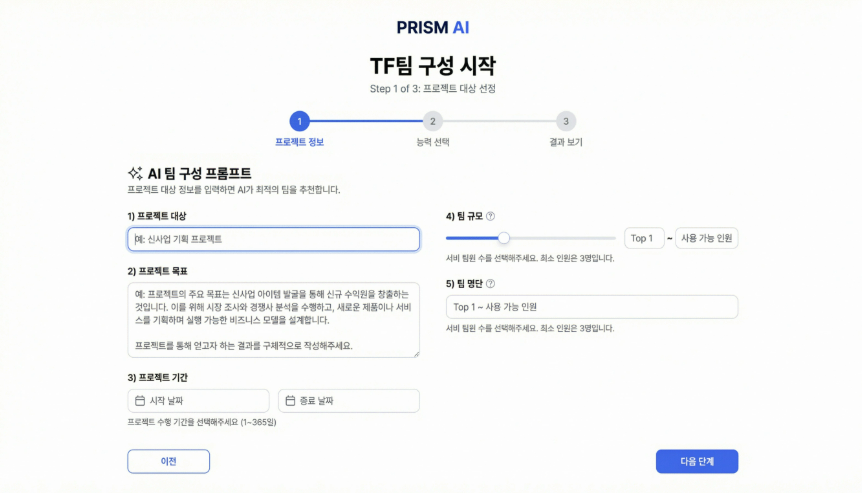 PRISM AI
TF팀 구성 시작
Step 1 of 3: 프로젝트 대상 선정
1
2
3
프로젝트 정보
능력 선택
결과 보기
AI 팀 구성 프롬프트
프로젝트 대상 정보를 입력하면 AI가 최적의 팀을 추천합니다.
1) 프로젝트 대상
예: 신사업 기획 프로젝트
2) 프로젝트 목표
예: 프로젝트의 주요 목표는 신사업 아이템 발굴을 통해 신규 수익원을 창출하는
것입니다. 이를 위해 시장 조사와 경쟁사 분석을 수행하고, 새로운 제품이나 서비
스를 기획하며 실행 가능한 비즈니스 모델을 설계합니다.
프로젝트를 통해 얻고자 하는 결과를 구체적으로 작성해주세요.
3) 프로젝트 기간
시작 날짜
종료 날짜
프로젝트 수행 기간을 선택해주세요 (1~365일)
4) 팀 규모 ?
Top 1 ~ 사용 가능 인원
서비 팀원 수를 선택해주세요. 최소 인원은 3명입니다.
5) 팀 명단 ?
Top 1 ~ 사용 가능 인원
서비 팀원 수를 선택해주세요. 최소 인원은 3명입니다.
이전
다음 단계